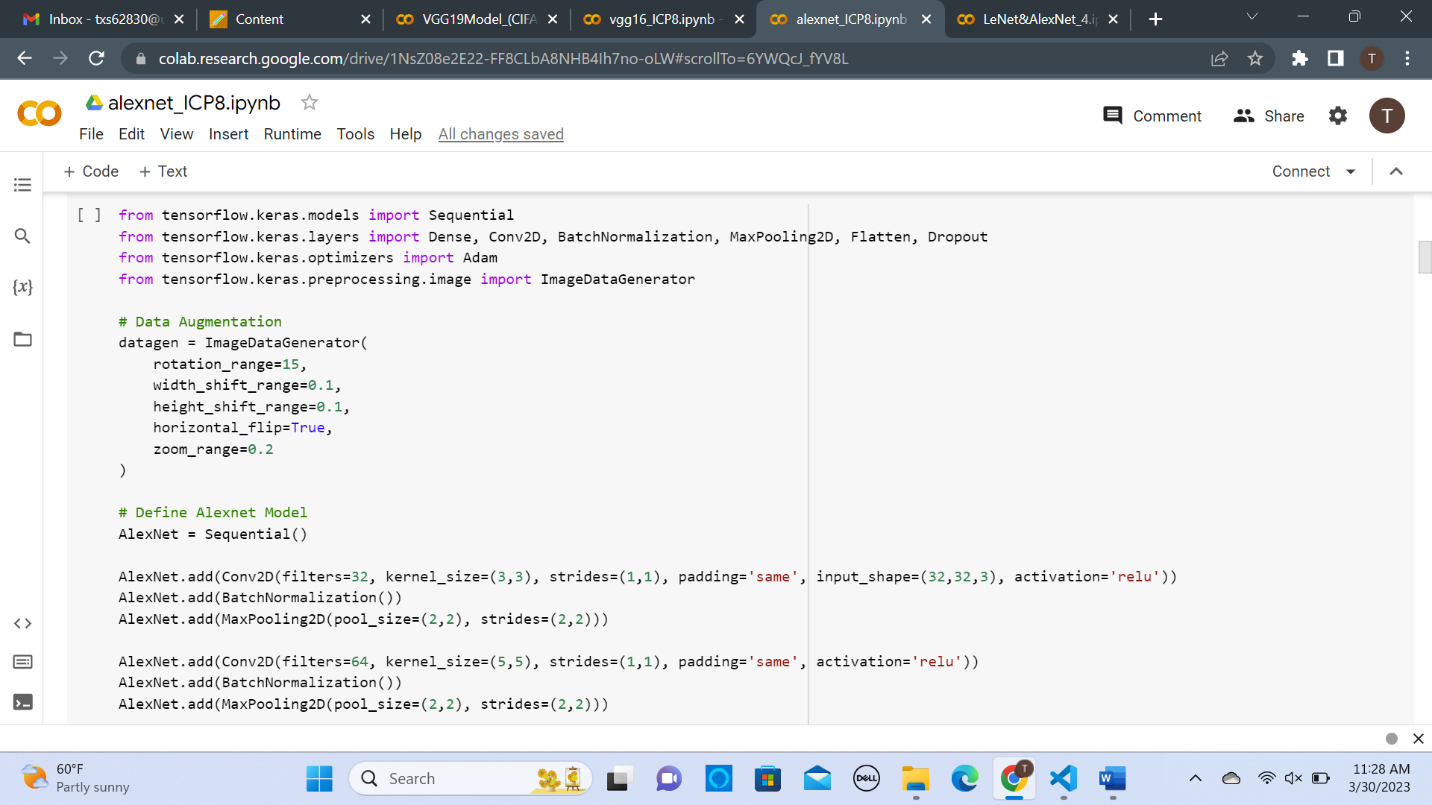 Inbox - txs62830@
Content
VGG19Model_(CIFA
vgg16_ICP8.ipynb -
alexnet_ICP8.ipynb
LeNet&AlexNet_4.i
colab.research.google.com/drive/1NsZ08e2E22-FF8CLbA8NHB4Ih7no-oLW#scrollTo=6YWQcJ_fYV8L
T
CO
alexnet_ICP8.ipynb
File Edit View Insert Runtime Tools Help All changes saved
Comment Share T
+ Code + Text
Connect
{x}
[ ] from tensorflow.keras.models import Sequential
from tensorflow.keras.layers import Dense, Conv2D, BatchNormalization, MaxPooling2D, Flatten, Dropout
from tensorflow.keras.optimizers import Adam
from tensorflow.keras.preprocessing.image import ImageDataGenerator
# Data Augmentation
datagen = ImageDataGenerator(
rotation_range=15,
width_shift_range=0.1,
height_shift_range=0.1,
horizontal_flip=True,
zoom_range=0.2
)
# Define Alexnet Model
AlexNet = Sequential()
AlexNet.add(Conv2D(filters=32, kernel_size=(3,3), strides=(1,1), padding='same', input_shape=(32,32,3), activation='relu'))
AlexNet.add(BatchNormalization())
AlexNet.add(MaxPooling2D(pool_size=(2,2), strides=(2,2)))
AlexNet.add(Conv2D(filters=64, kernel_size=(5,5), strides=(1,1), padding='same', activation='relu'))
AlexNet.add(BatchNormalization())
AlexNet.add(MaxPooling2D(pool_size=(2,2), strides=(2,2)))
60°F
Partly sunny
Search
DELL
T
W
11:28 AM
3/30/2023